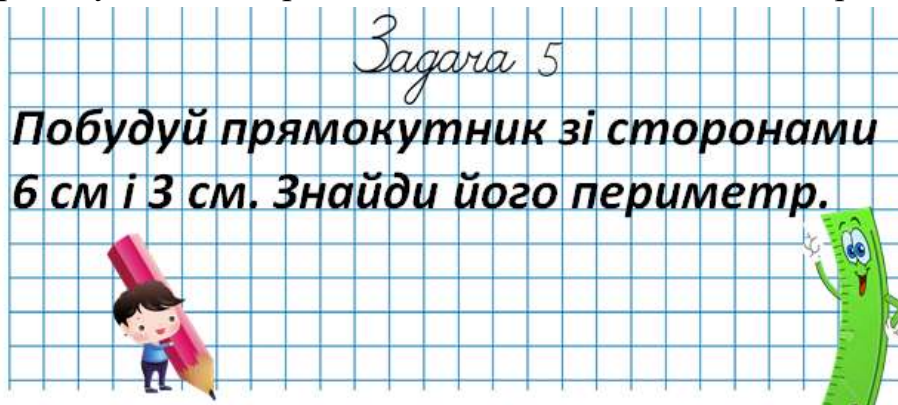 Задача 5
Побудуй прямокутник зі сторонами
6 см і 3 см. Знайди його периметр.